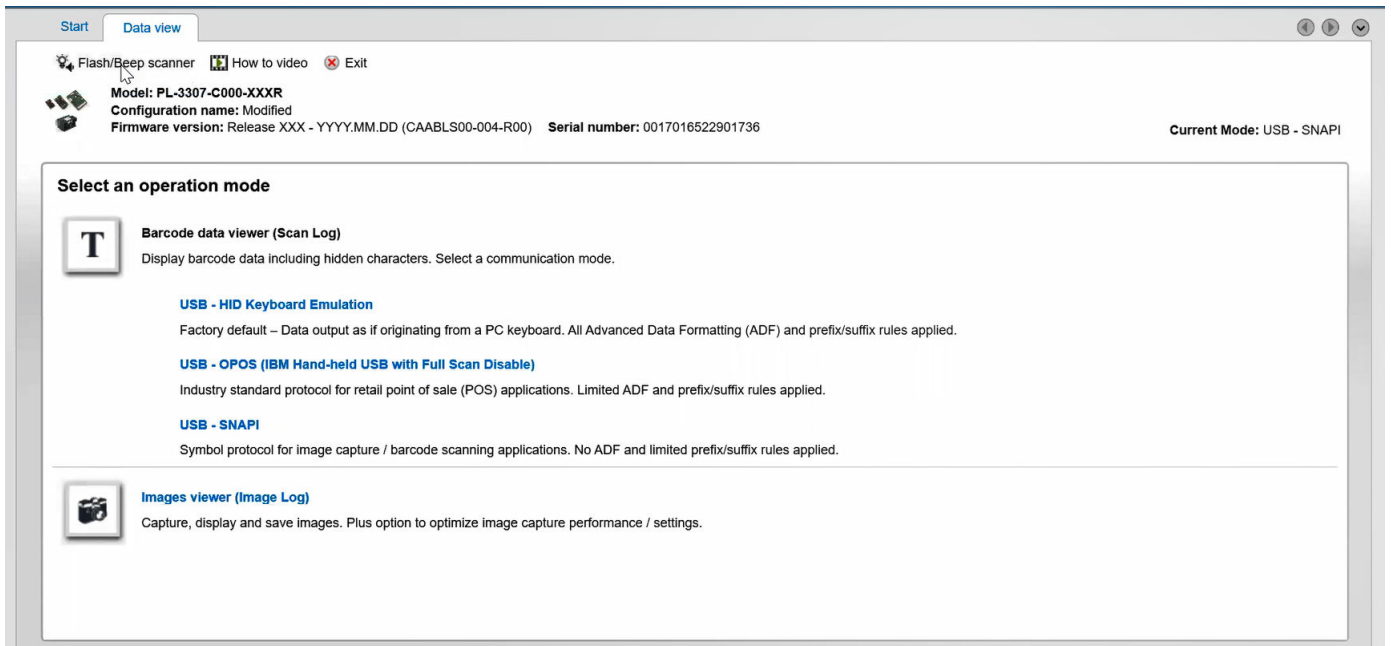 Start Data view
Flash/Beep scanner How to video Exit
Model: PL-3307-C000-XXXR
Configuration name: Modified
Firmware version: Release XXX - YYYY.MM.DD (CAABLS00-004-R00) Serial number: 0017016522901736
Current Mode: USB - SNAPI
Select an operation mode
T
Barcode data viewer (Scan Log)
Display barcode data including hidden characters. Select a communication mode.
USB - HID Keyboard Emulation
Factory default – Data output as if originating from a PC keyboard. All Advanced Data Formatting (ADF) and prefix/suffix rules applied.
USB - OPOS (IBM Hand-held USB with Full Scan Disable)
Industry standard protocol for retail point of sale (POS) applications. Limited ADF and prefix/suffix rules applied.
USB - SNAPI
Symbol protocol for image capture / barcode scanning applications. No ADF and limited prefix/suffix rules applied.
Images viewer (Image Log)
Capture, display and save images. Plus option to optimize image capture performance / settings.